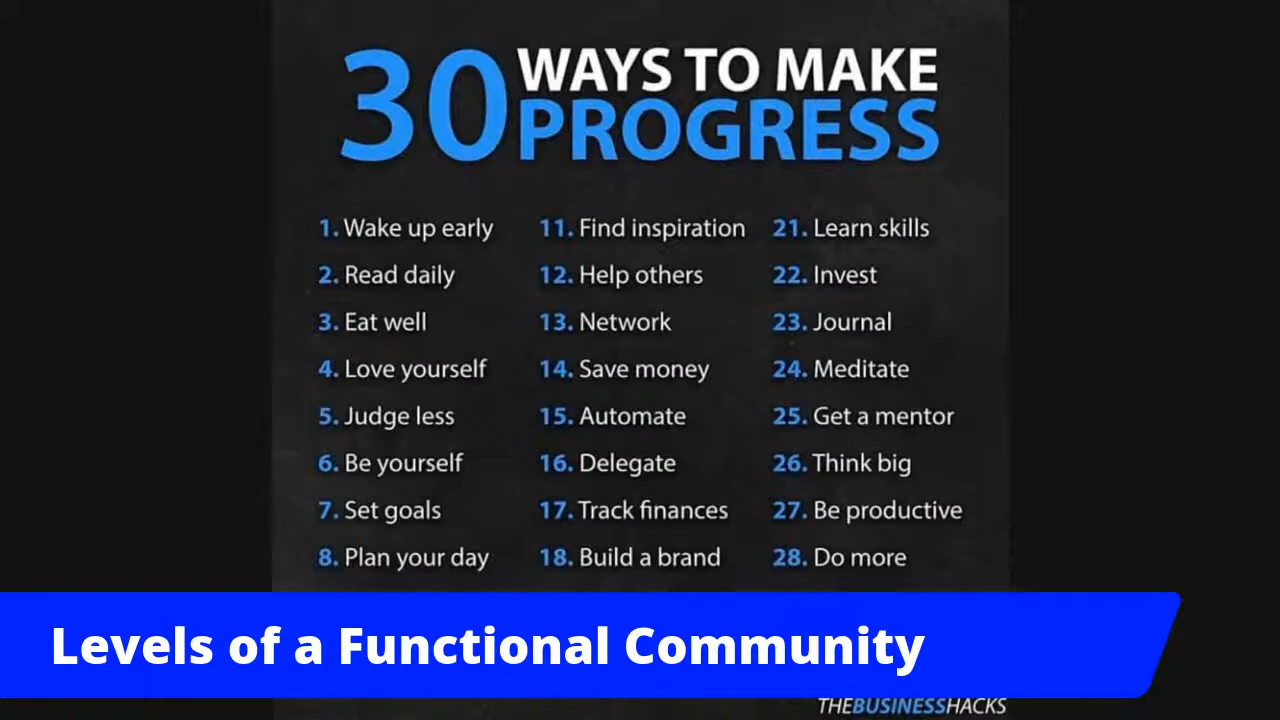 30 WAYS TO MAKE
PROGRESS
1. Wake up early
2. Read daily
3. Eat well
4. Love yourself
5. Judge less
6. Be yourself
7. Set goals
8. Plan your day
11. Find inspiration
12. Help others
13. Network
14. Save money
15. Automate
16. Delegate
17. Track finances
18. Build a brand
21. Learn skills
22. Invest
23. Journal
24. Meditate
25. Get a mentor
26. Think big
27. Be productive
28. Do more
Levels of a Functional Community
THEBUSINESSHACKS